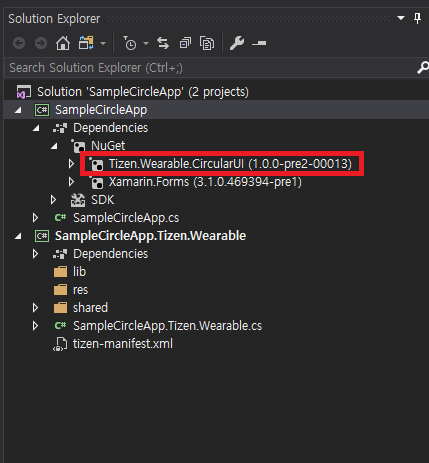 Solution Explorer
Search Solution Explorer (Ctrl+;)
Solution 'SampleCircleApp' (2 projects)
C# SampleCircleApp
Dependencies
NuGet
Tizen.Wearable.CircularUI (1.0.0-pre2-00013)
Xamarin.Forms (3.1.0.469394-pre1)
SDK
C# SampleCircleApp.cs
C# SampleCircleApp.Tizen.Wearable
Dependencies
lib
res
shared
C# SampleCircleApp.Tizen.Wearable.cs
tizen-manifest.xml